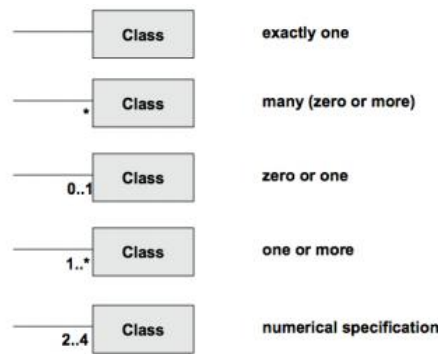 Class exactly one
* Class many (zero or more)
0..1 Class zero or one
1..* Class one or more
2..4 Class numerical specification